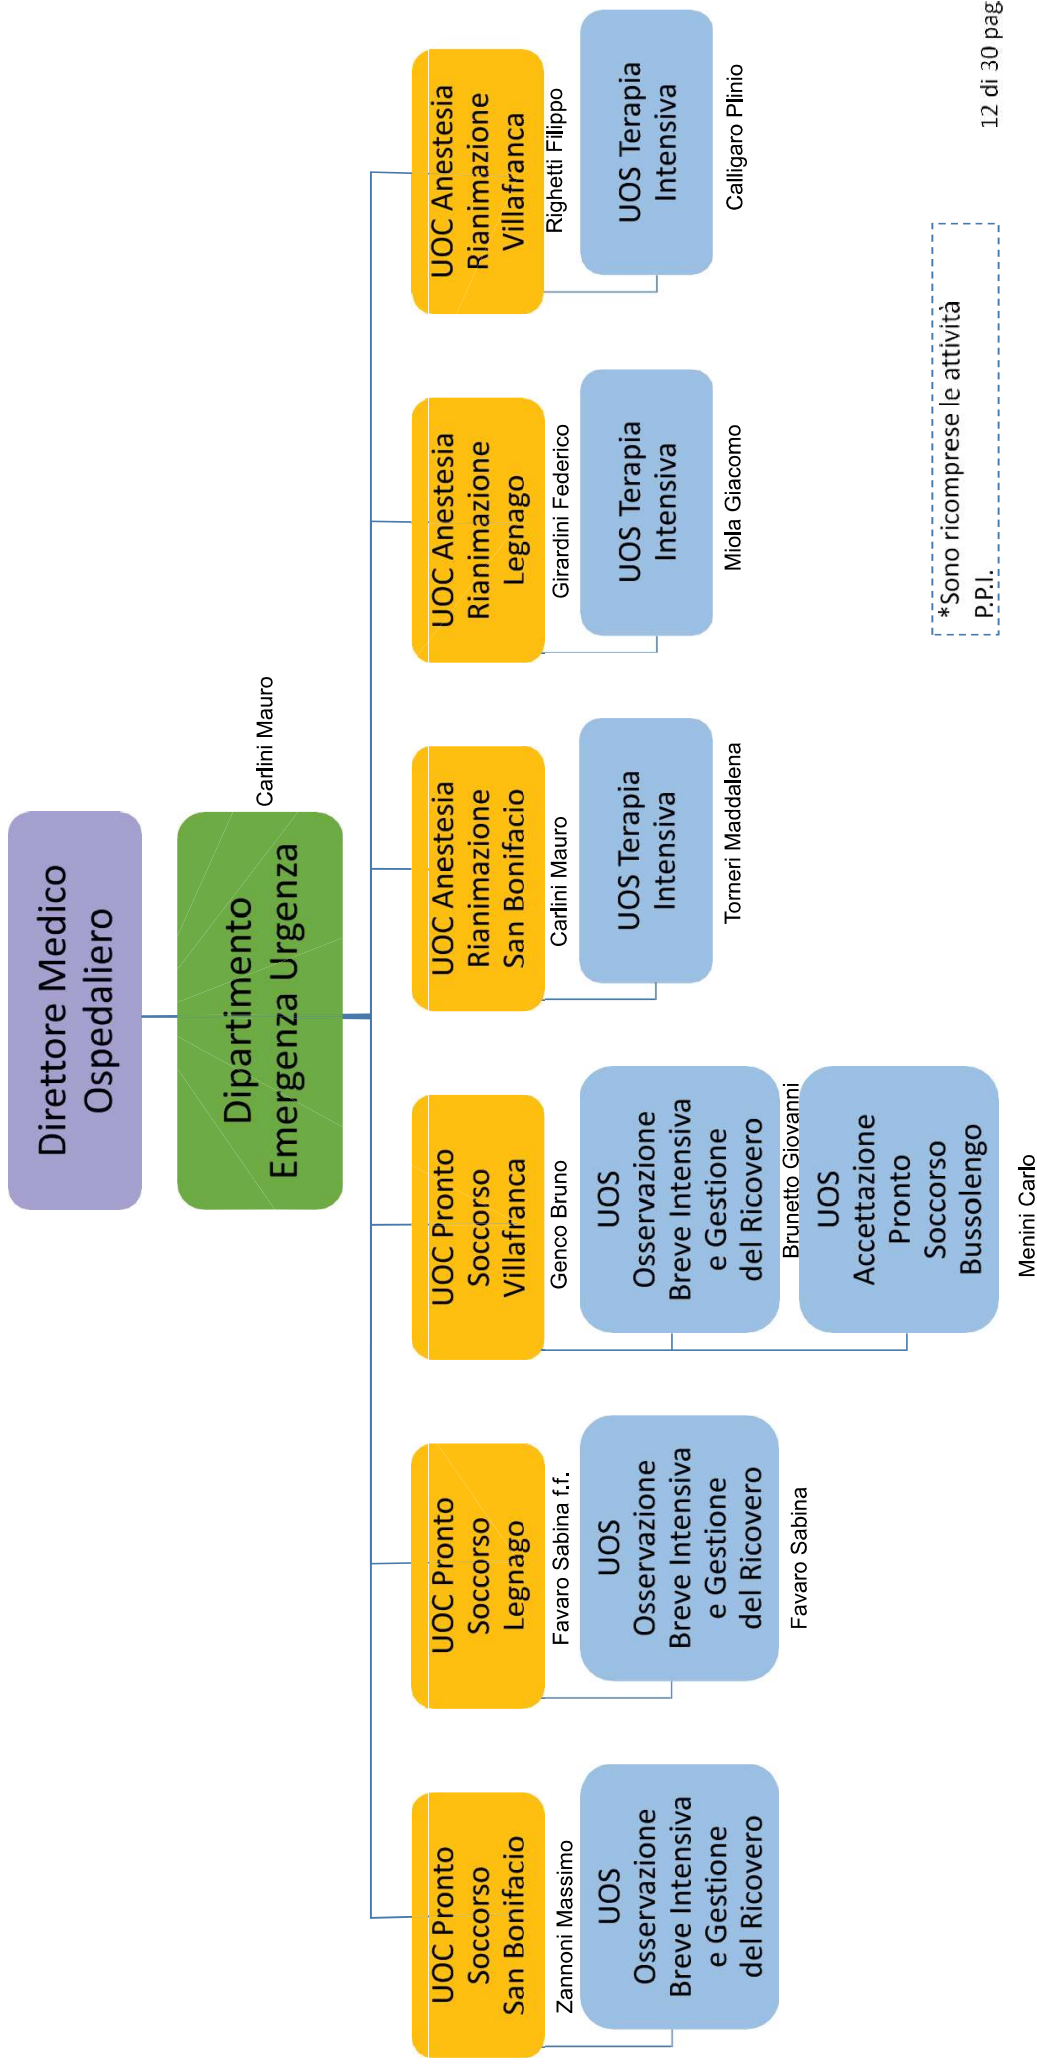 Direttore Medico
Ospedaliero
Dipartimento
Emergenza Urgenza
Carlini Mauro
UOC Pronto
Soccorso
San Bonifacio
Zannoni Massimo
UOS
Osservazione
Breve Intensiva
e Gestione
del Ricovero
UOC Pronto
Soccorso
Legnago
Favaro Sabina f.f.
UOS
Osservazione
Breve Intensiva
e Gestione
del Ricovero
Favaro Sabina
UOC Pronto
Soccorso
Villafranca
Genco Bruno
UOS
Osservazione
Breve Intensiva
e Gestione
del Ricovero
Brunetto Giovanni
UOS
Accettazione
Pronto
Soccorso
Bussolengo
Menini Carlo
UOC Anestesia
Rianimazione
San Bonifacio
Carlini Mauro
UOS Terapia
Intensiva
Torneri Maddalena
UOC Anestesia
Rianimazione
Legnago
Girardini Federico
UOS Terapia
Intensiva
Miola Giacomo
UOC Anestesia
Rianimazione
Villafranca
Righetti Filippo
UOS Terapia
Intensiva
Calligaro Plinio
*Sono ricomprese le attività
P.P.I.
12 di 30 pag